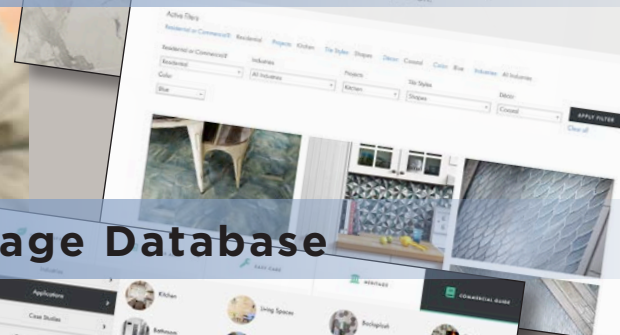 Active Filters
Residential or Commercial? Residential Projects Kitchen Tile Styles Shapes Décor Coastal Color Blue Industries All Industries
Residential or Commercial? Industries Projects Tile Styles Décor
Residential All Industries Kitchen Shapes Coastal
APPLY FILTER
Color
Clear all
Blue
age Database
EASY CARE
HERITAGE
COMMERCIAL GUIDE
Applications
Kitchen
Living Spaces
Backsplash
Case Studies
Bathroom